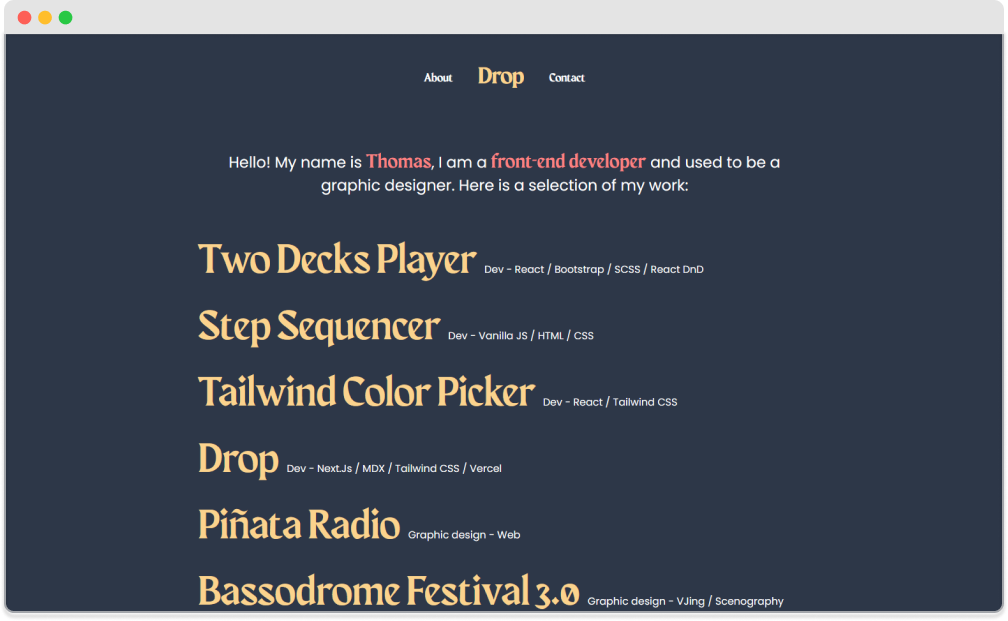 About Drop Contact
Hello! My name is Thomas, I am a front-end developer and used to be a
graphic designer. Here is a selection of my work:
Two Decks Player Dev - React / Bootstrap / SCSS / React DnD
Step Sequencer Dev - Vanilla JS / HTML / CSS
Tailwind Color Picker Dev - React / Tailwind CSS
Drop Dev - Next.Js / MDX / Tailwind CSS / Vercel
Piñata Radio Graphic design - Web
Bassodrome Festival 3.0 Graphic design - VJing / Scenography